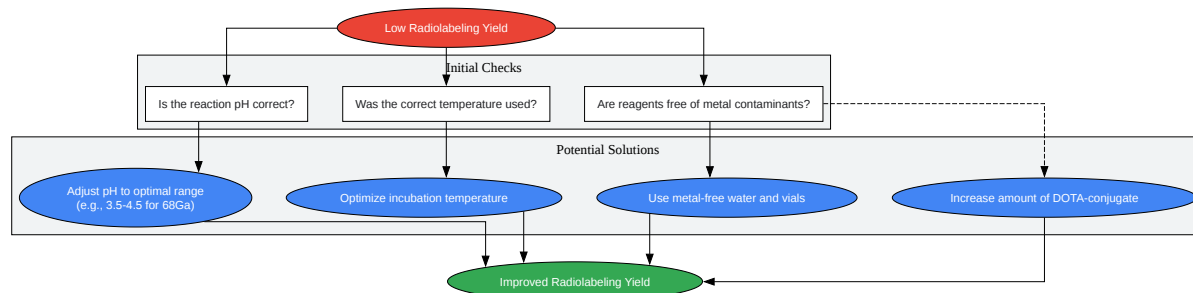 Low Radiolabeling Yield
Initial Checks
Is the reaction pH correct?
Was the correct temperature used?
Are reagents free of metal contaminants?
Potential Solutions
Adjust pH to optimal range
(e.g., 3.5-4.5 for 68Ga)
Optimize incubation temperature
Use metal-free water and vials
Increase amount of DOTA-conjugate
Improved Radiolabeling Yield